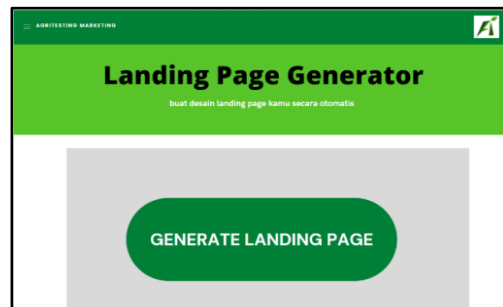 AGRITESTING MARKETING
Landing Page Generator
buat desain landing page kamu secara otomatis
GENERATE LANDING PAGE